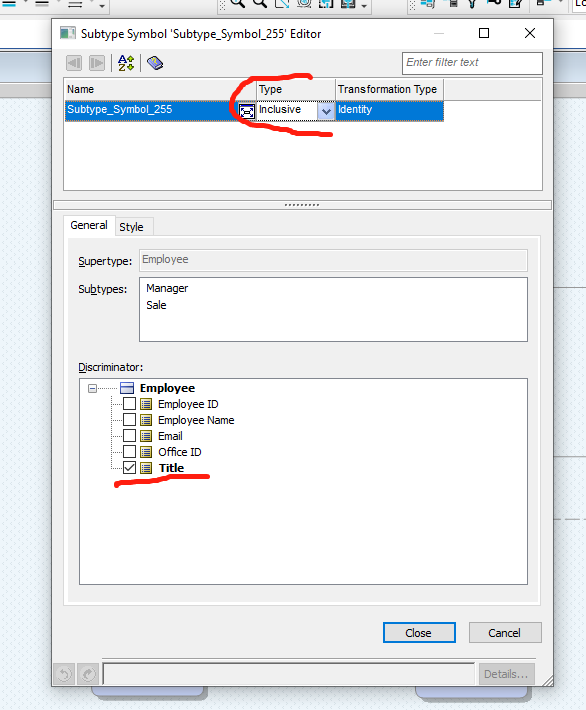 Subtype Symbol 'Subtype_Symbol_255' Editor
Enter filter text
Name Type Transformation Type
Subtype_Symbol_255 Inclusive Identity
General Style
Supertype: Employee
Subtypes: Manager
Sale
Discriminator:
Employee
Employee ID
Employee Name
Email
Office ID
Title
Close Cancel
Details...